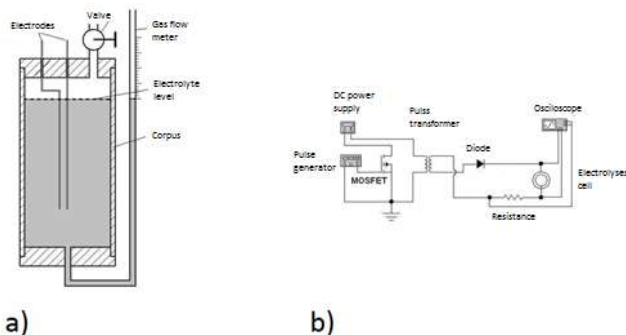 Electrodes
Valve
Gas flow
meter
Electrolyte
level
Corpus
a)
DC power
supply
Pulss
transformer
Osciloscope
Pulse
generator
MOSFET
Diode
Electrolyses
cell
Resistance
b)